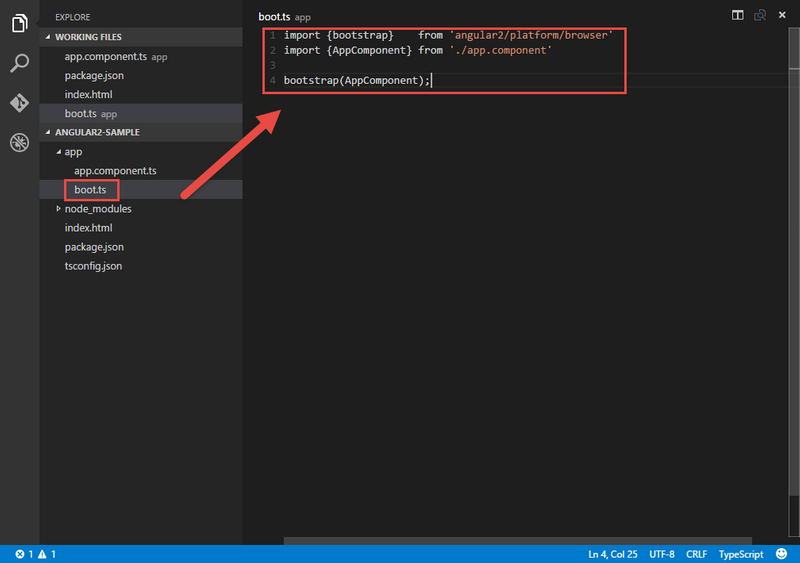 EXPLORE
WORKING FILES
app.component.ts app
package.json
index.html
boot.ts app
ANGULAR2-SAMPLE
app
app.component.ts
boot.ts
node_modules
index.html
package.json
tsconfig.json
boot.ts app
1 import {bootstrap}    from 'angular2/platform/browser'
2 import {AppComponent} from './app.component'
3
4 bootstrap(AppComponent);
1 1
Ln 4, Col 25 UTF-8 CRLF TypeScript